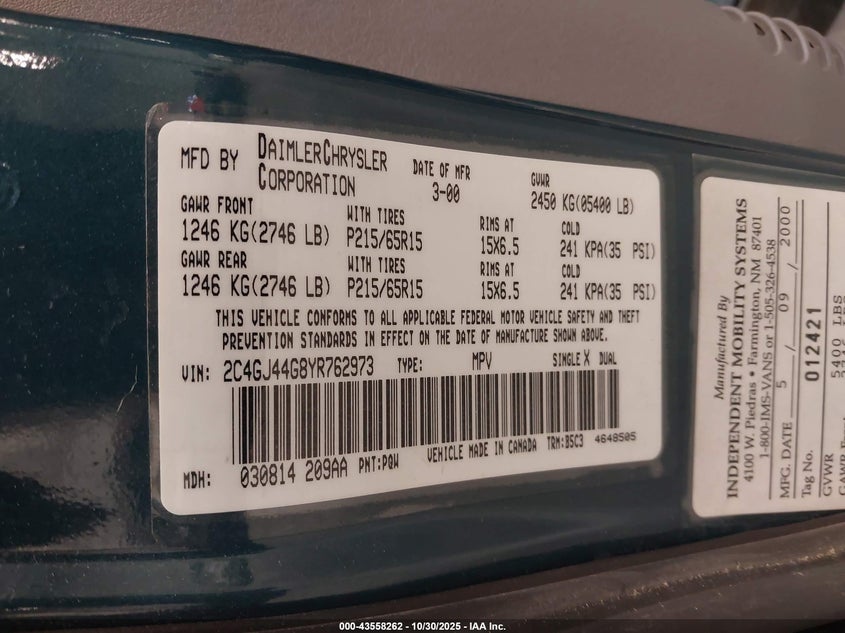 MFD BY DAIMLERCHRYSLER CORPORATION
DATE OF MFR 3-00
GVWR 2450 KG(05400 LB)
GAWR FRONT WITH TIRES RIMS AT COLD
1246 KG(2746 LB) P215/65R15 15X6.5 241 KPA(35 PSI)
GAWR REAR WITH TIRES RIMS AT COLD
1246 KG(2746 LB) P215/65R15 15X6.5 241 KPA(35 PSI)
THIS VEHICLE CONFORMS TO ALL APPLICABLE FEDERAL MOTOR VEHICLE SAFETY AND THEFT
PREVENTION STANDARDS IN EFFECT ON THE DATE OF MANUFACTURE SHOWN ABOVE.
VIN: 2C4GJ44G8YR762973 TYPE: MPV SINGLE X DUAL
VEHICLE MADE IN CANADA TRM:B5C3 4648505
MDH: 030814 209AA PNT:PQW
Manufactured By
INDEPENDENT MOBILITY SYSTEMS
4100 W. Piedras • Farmington, NM 87401
1-800-IMS-VANS or 1-505-326-4538
MFG. DATE 5 / 09 / 2000
Tag No. 012421
GVWR 5400 LBS
000-43558262 - 10/30/2025 - IAA Inc.